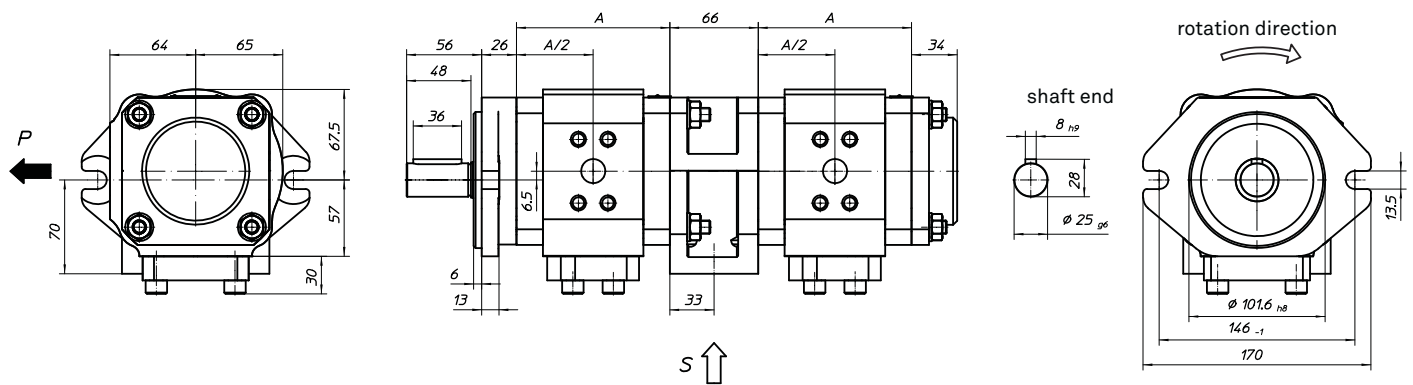 64
65
P
67.5
70
57
30
A
66
A
56
26
A/2
A/2
34
48
36
6.5
6
13
33
S
rotation direction
shaft end
8 h9
28
Ø 25 g6
13.5
Ø 101.6 h8
146 -1
170